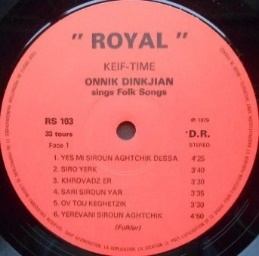 " ROYAL "
KEIF-TIME
ONNIK DINKJIAN
sings Folk Songs
RS 103
℗ 1979
33 tours
D.R.
Face 1
STEREO
1. YES MI SIROUN AGHTCHIK DESSA 4'25
2. SIRO YERK 3'40
3. KHROVADZ ER 3'30
4. SARI SIROUN YAR 3'35
5. OV TOU KEGHETZIK 3'30
6. YEREVANI SIROUN AGHTCHIK 4'50
(Folklor)